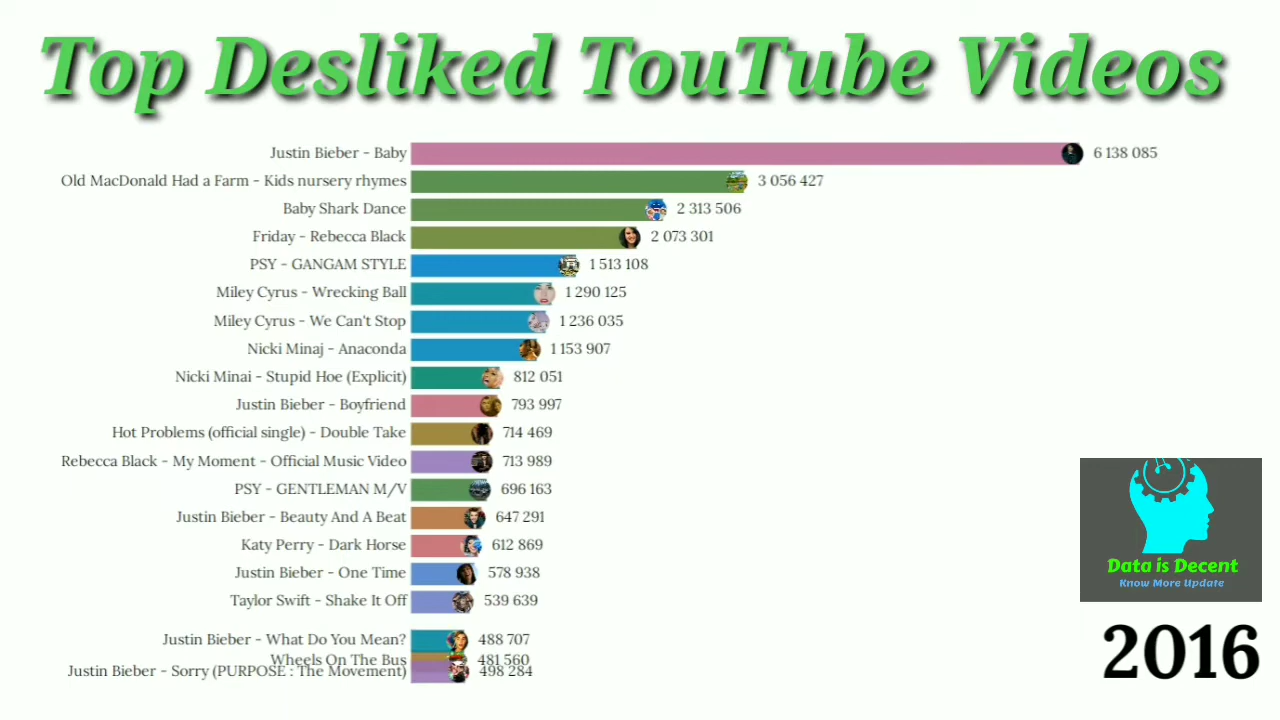 Top Desliked TouTube Videos
Justin Bieber - Baby 6 138 085
Old MacDonald Had a Farm - Kids nursery rhymes 3 056 427
Baby Shark Dance 2 313 506
Friday - Rebecca Black 2 073 301
PSY - GANGAM STYLE 1 513 108
Miley Cyrus - Wrecking Ball 1 290 125
Miley Cyrus - We Can't Stop 1 236 035
Nicki Minaj - Anaconda 1 153 907
Nicki Minai - Stupid Hoe (Explicit) 812 051
Justin Bieber - Boyfriend 793 997
Hot Problems (official single) - Double Take 714 469
Rebecca Black - My Moment - Official Music Video 713 989
PSY - GENTLEMAN M/V 696 163
Justin Bieber - Beauty And A Beat 647 291
Katy Perry - Dark Horse 612 869
Justin Bieber - One Time 578 938
Taylor Swift - Shake It Off 539 639
Justin Bieber - What Do You Mean? 488 707
Wheels On The Bus 481 560
Justin Bieber - Sorry (PURPOSE : The Movement) 498 284
Data is Decent
Know More Update
2016